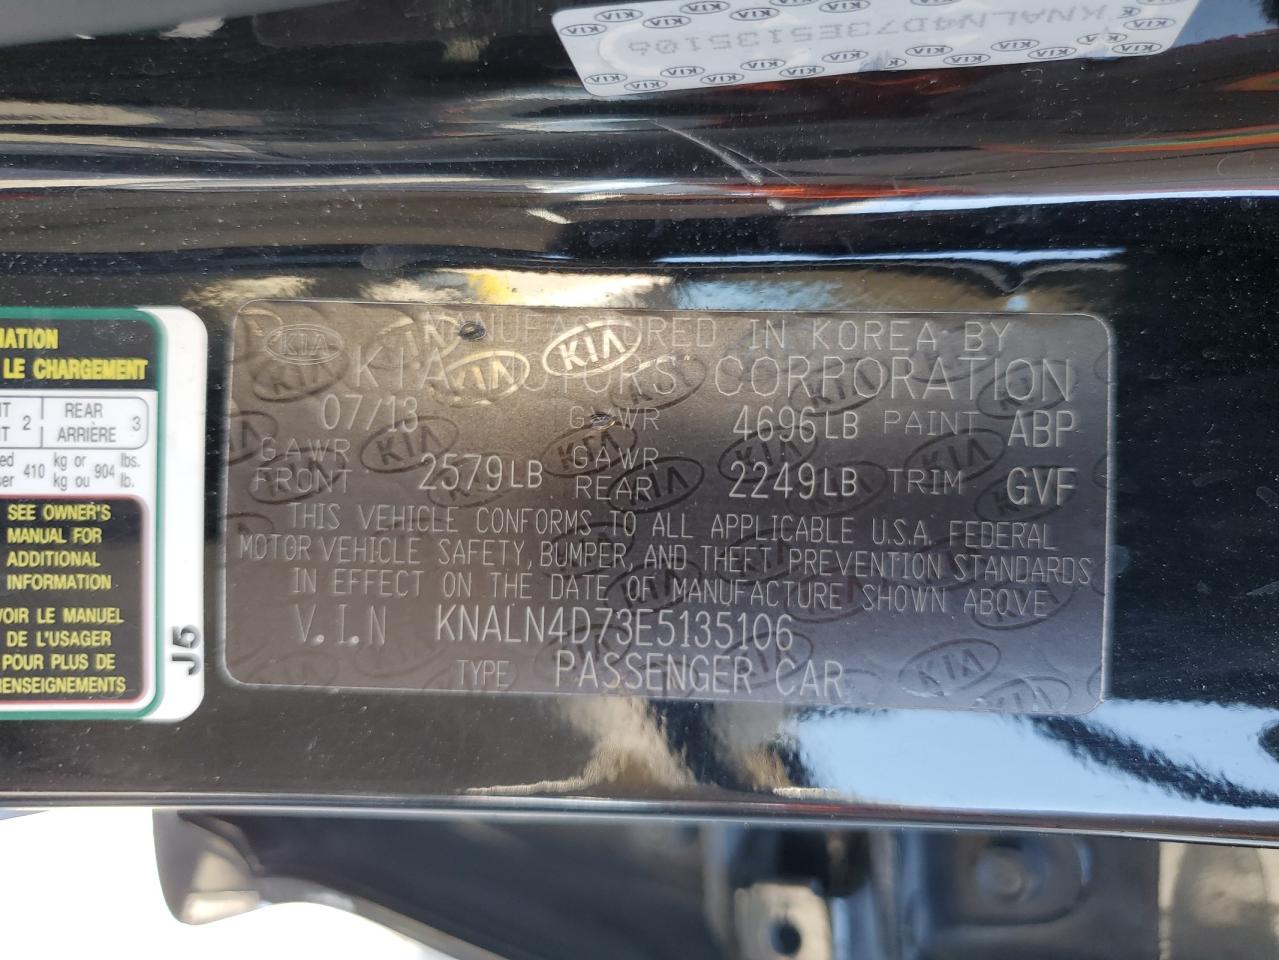 KNALN4D73E5135106
KIA
MANUFACTURED IN KOREA BY
KIA MOTORS CORPORATION
07/13 GAWR 4696LB PAINT ABP
GAWR FRONT 2579LB GAWR REAR 2249LB TRIM GVF
THIS VEHICLE CONFORMS TO ALL APPLICABLE U.S.A. FEDERAL
MOTOR VEHICLE SAFETY, BUMPER, AND THEFT PREVENTION STANDARDS
IN EFFECT ON THE DATE OF MANUFACTURE SHOWN ABOVE
V.I.N KNALN4D73E5135106
TYPE PASSENGER CAR
LE CHARGEMENT
2 REAR 3
ARRIÈRE
410 kg or 904 lbs.
kg ou lb.
SEE OWNER'S
MANUAL FOR
ADDITIONAL
INFORMATION
LE MANUEL
DE L'USAGER
POUR PLUS DE
J5